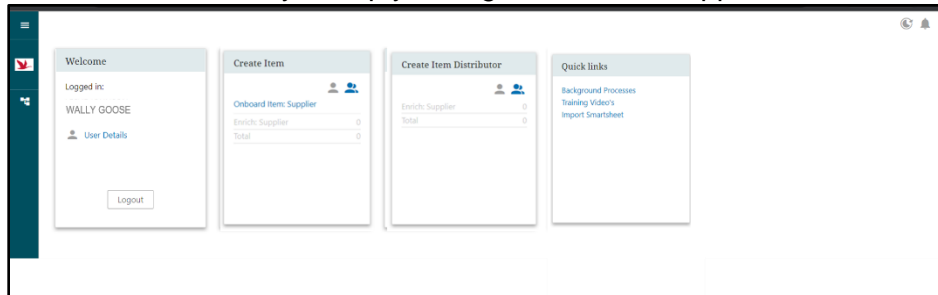 Welcome
Logged in:
WALLY GOOSE
User Details
Logout
Create Item
Onboard Item: Supplier
Enrich: Supplier 0
Total 0
Create Item Distributor
Enrich: Supplier 0
Total 0
Quick links
Background Processes
Training Video's
Import Smartsheet